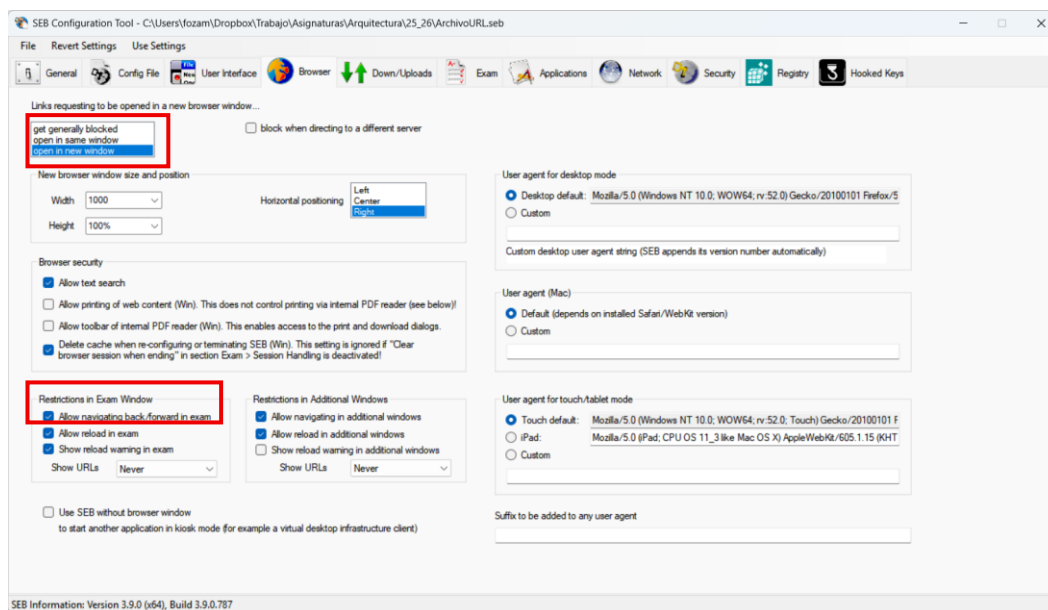 SEB Configuration Tool - C:\Users\fozam\Dropbox\Trabajo\Asignaturas\Arquitectura\25_26\ArchivoURL.seb
File Revert Settings Use Settings
General Config File User Interface Browser Down/Uploads Exam Applications Network Security Registry Hooked Keys
Links requesting to be opened in a new browser window...
get generally blocked
open in same window
open in new window
block when directing to a different server
New browser window size and position
Width 1000
Height 100%
Horizontal positioning
Left
Center
Right
Browser security
Allow text search
Allow printing of web content (Win). This does not control printing via internal PDF reader (see below)!
Allow toolbar of internal PDF reader (Win). This enables access to the print and download dialogs.
Delete cache when re-configuring or terminating SEB (Win). This setting is ignored if "Clear
browser session when ending" in section Exam > Session Handling is deactivated!
Restrictions in Exam Window
Allow navigating back/forward in exam
Allow reload in exam
Show reload warning in exam
Show URLs Never
Restrictions in Additional Windows
Allow navigating in additional windows
Allow reload in additional windows
Show reload warning in additional windows
Show URLs Never
Use SEB without browser window
to start another application in kiosk mode (for example a virtual desktop infrastructure client)
User agent for desktop mode
Desktop default: Mozilla/5.0 (Windows NT 10.0; WOW64; rv:52.0) Gecko/20100101 Firefox/5
Custom
Custom desktop user agent string (SEB appends its version number automatically)
User agent (Mac)
Default (depends on installed Safari/WebKit version)
Custom
User agent for touch/tablet mode
Touch default: Mozilla/5.0 (Windows NT 10.0; WOW64; rv:52.0; Touch) Gecko/20100101 F
iPad: Mozilla/5.0 (iPad; CPU OS 11_3 like Mac OS X) AppleWebKit/605.1.15 (KHT
Custom
Suffix to be added to any user agent
SEB Information: Version 3.9.0 (x64), Build 3.9.0.787